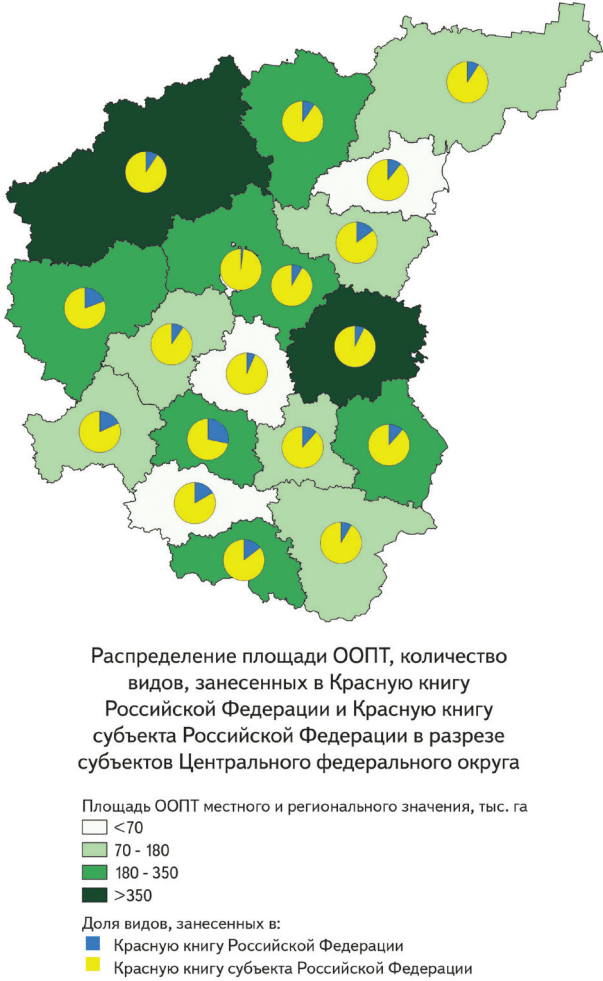 Распределение площади ООПТ, количество
видов, занесенных в Красную книгу
Российской Федерации и Красную книгу
субъекта Российской Федерации в разрезе
субъектов Центрального федерального округа
Площадь ООПТ местного и регионального значения, тыс. га
<70
70 - 180
180 - 350
>350
Доля видов, занесенных в:
Красную книгу Российской Федерации
Красную книгу субъекта Российской Федерации